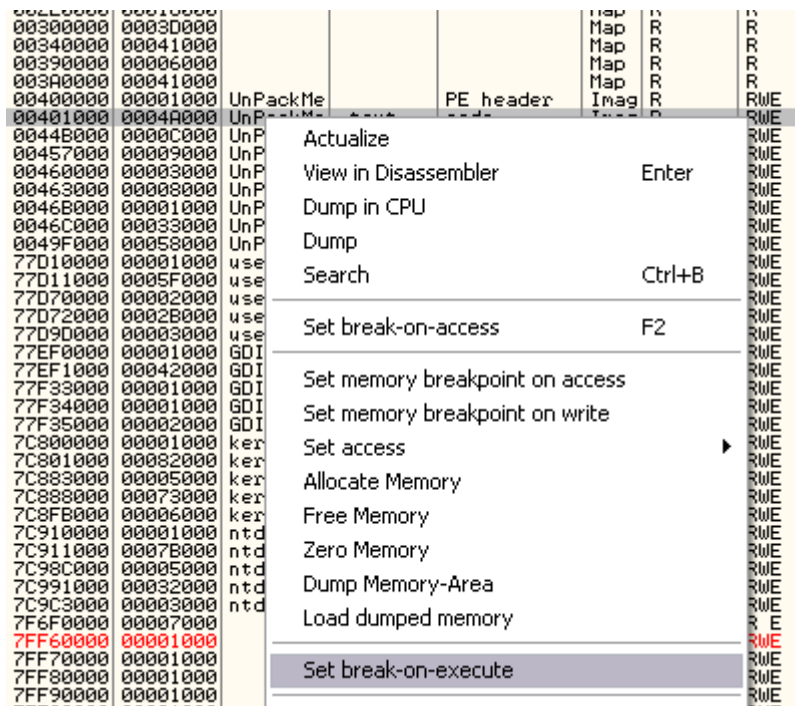 002E0000 00010000 Map R R
00300000 0003D000 Map R R
00340000 00041000 Map R R
00390000 00006000 Map R R
003A0000 00041000 Map R R
00400000 00001000 UnPackMe PE header Imag R RWE
00401000 0004A000 UnPackMe .text code Imag R RWE
0044B000 0000C000 UnP RWE
00457000 00009000 UnP RWE
00460000 00003000 UnP RWE
00463000 00008000 UnP RWE
0046B000 00001000 UnP RWE
0046C000 00033000 UnP RWE
0049F000 00058000 UnP RWE
77D10000 00001000 use RWE
77D11000 0005F000 use RWE
77D70000 00002000 use RWE
77D72000 0002B000 use RWE
77D9D000 00003000 use RWE
77EF0000 00001000 GDI RWE
77EF1000 00042000 GDI RWE
77F33000 00001000 GDI RWE
77F34000 00001000 GDI RWE
77F35000 00002000 GDI RWE
7C800000 00001000 ker RWE
7C801000 00082000 ker RWE
7C883000 00005000 ker RWE
7C888000 00073000 ker RWE
7C8FB000 00006000 ker RWE
7C910000 00001000 ntd RWE
7C911000 0007B000 ntd RWE
7C98C000 00005000 ntd RWE
7C991000 00032000 ntd RWE
7C9C3000 00003000 ntd RWE
7F6F0000 00007000 R E
7FF60000 00001000 RWE
7FF70000 00001000 RWE
7FF80000 00001000 RWE
7FF90000 00001000 RWE
Actualize
View in Disassembler Enter
Dump in CPU
Dump
Search Ctrl+B
Set break-on-access F2
Set memory breakpoint on access
Set memory breakpoint on write
Set access
Allocate Memory
Free Memory
Zero Memory
Dump Memory-Area
Load dumped memory
Set break-on-execute